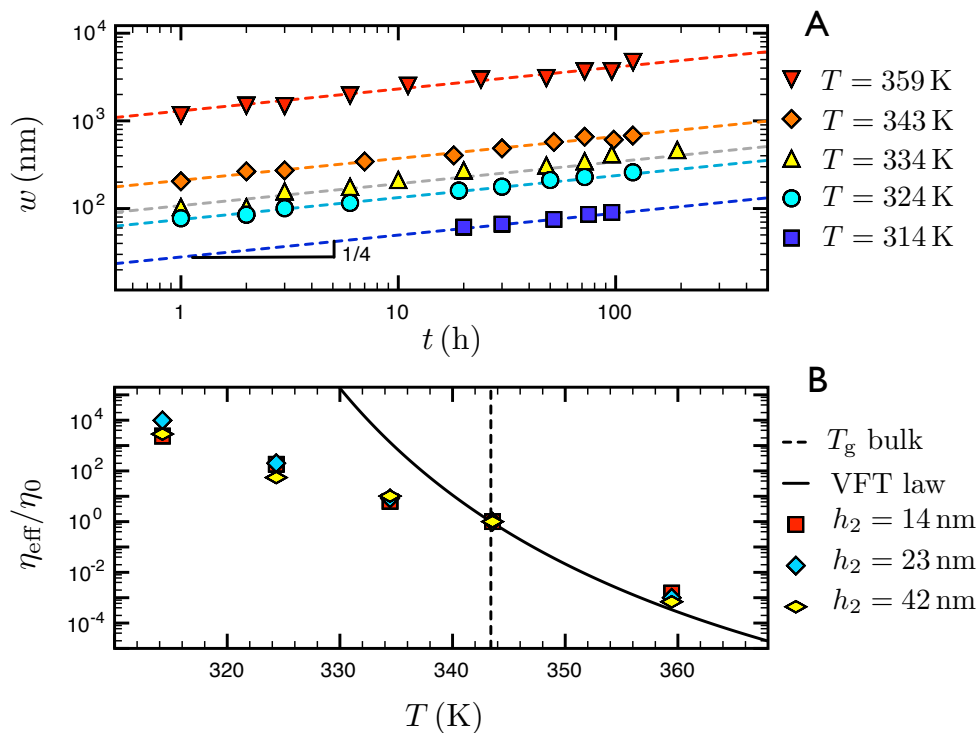 A
10^4
10^3
10^2
w (nm)
1
10
100
t (h)
1/4
T = 359 K
T = 343 K
T = 334 K
T = 324 K
T = 314 K
B
10^4
10^2
10^0
10^-2
10^-4
η_eff/η_0
320
330
340
350
360
T (K)
T_g bulk
VFT law
h_2 = 14 nm
h_2 = 23 nm
h_2 = 42 nm